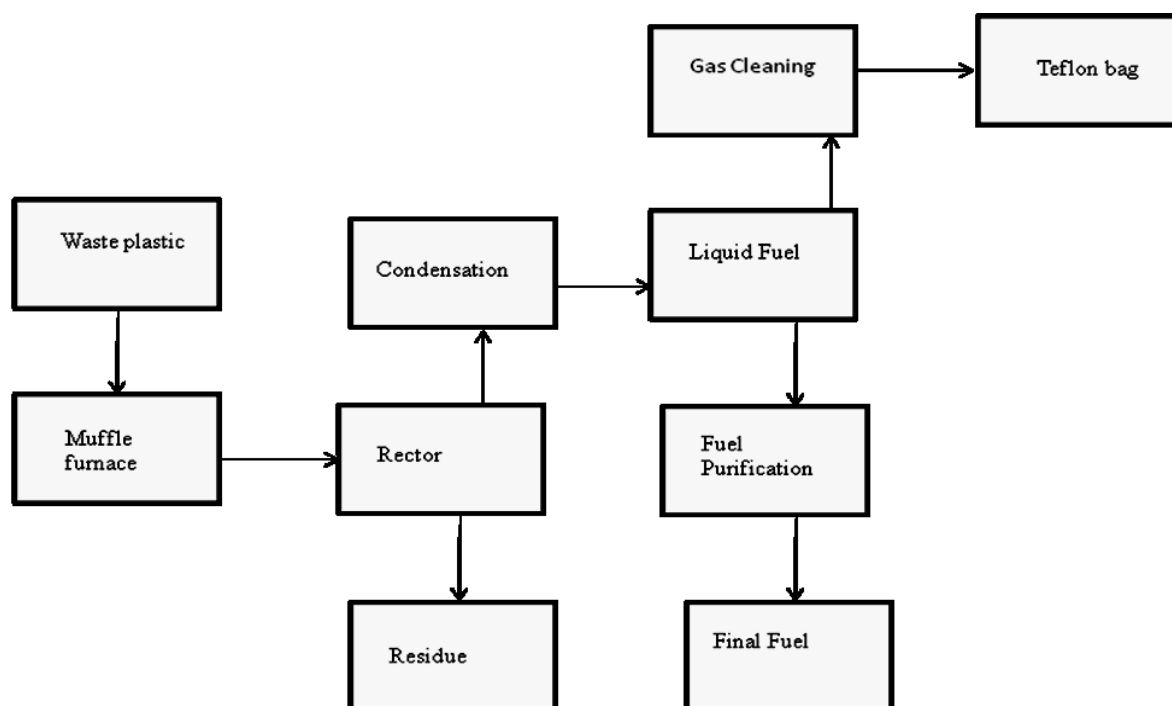 Gas Cleaning
Teflon bag
Waste plastic
Condensation
Liquid Fuel
Muffle
furnace
Rector
Fuel
Purification
Residue
Final Fuel